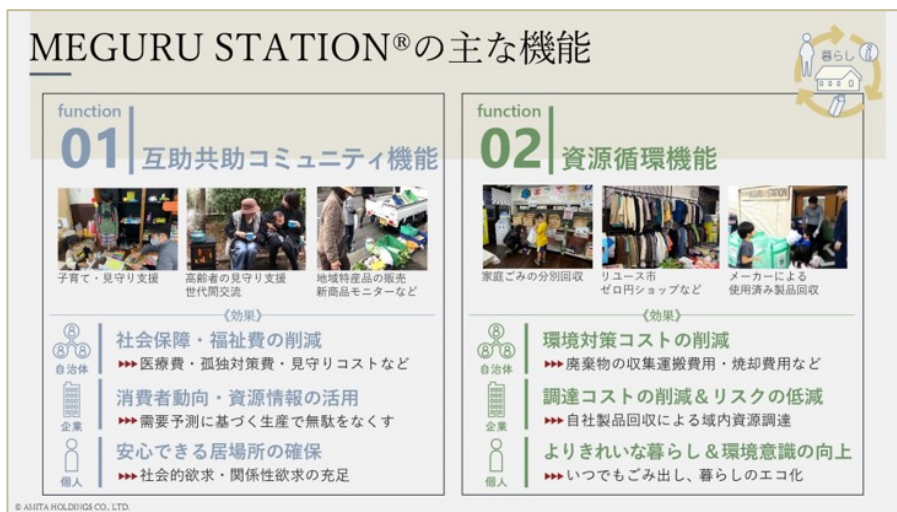 MEGURU STATION®の主な機能
暮らし
function
01
互助共助コミュニティ機能
子育て・見守り支援
高齢者の見守り支援
世代間交流
地域特産品の販売
新商品モニターなど
《効果》
自治体
社会保障・福祉費の削減
▸▸▸医療費・孤独対策費・見守りコストなど
企業
消費者動向・資源情報の活用
▸▸▸需要予測に基づく生産で無駄をなくす
個人
安心できる居場所の確保
▸▸▸社会的欲求・関係性欲求の充足
function
02
資源循環機能
家庭ごみの分別回収
リユース市
ゼロ円ショップなど
MEGURU STATION
メーカーによる
使用済み製品回収
《効果》
自治体
環境対策コストの削減
▸▸▸廃棄物の収集運搬費用・焼却費用など
企業
調達コストの削減&リスクの低減
▸▸▸自社製品回収による域内資源調達
個人
よりきれいな暮らし&環境意識の向上
▸▸▸いつでもごみ出し、暮らしのエコ化
© AMITA HOLDINGS CO., LTD.